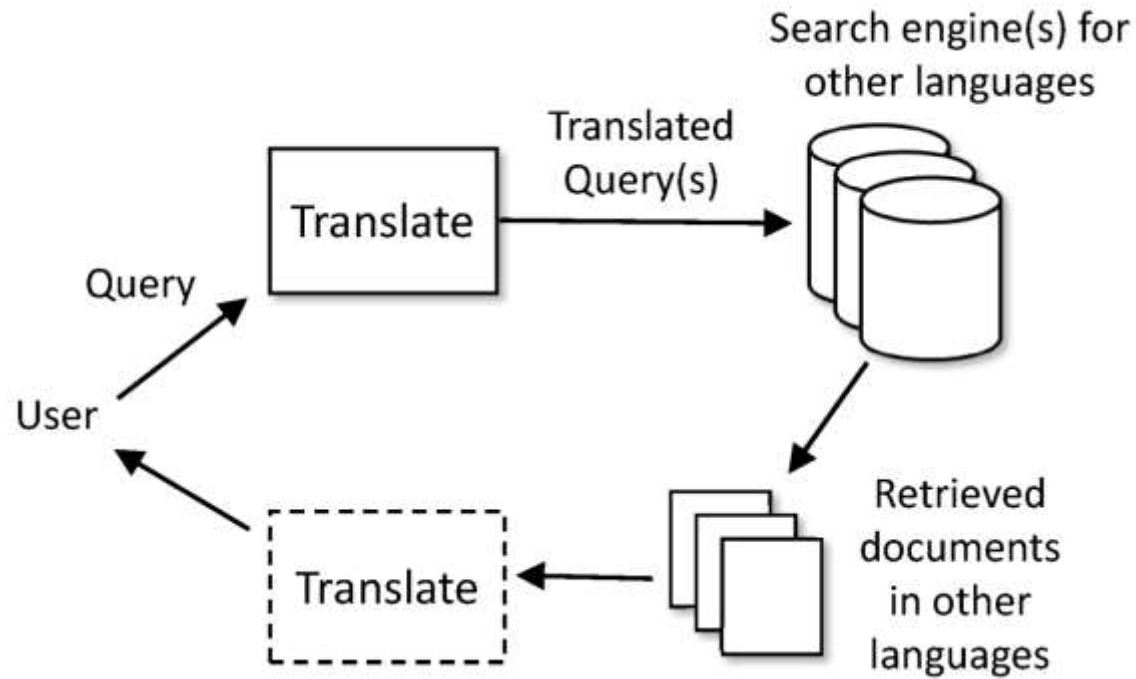 Search engine(s) for
other languages
Translated
Query(s)
Translate
Query
User
Retrieved
documents
in other
languages
Translate